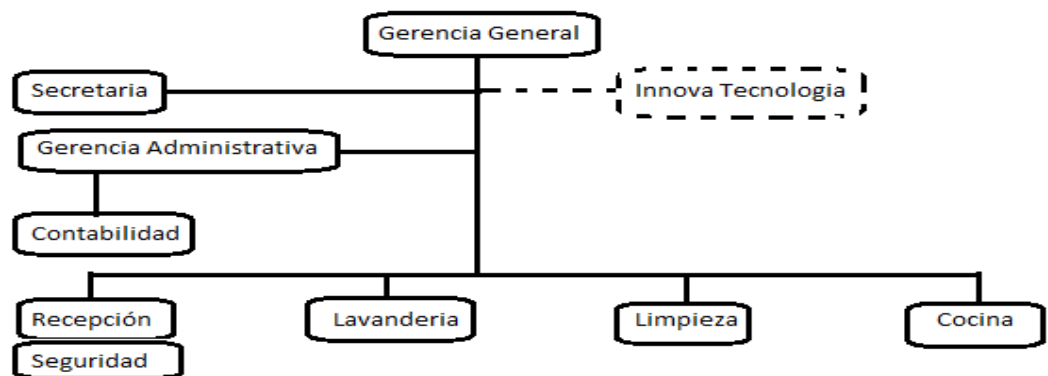 Gerencia General
Secretaria
Innova Tecnologia
Gerencia Administrativa
Contabilidad
Recepción
Lavanderia
Limpieza
Cocina
Seguridad